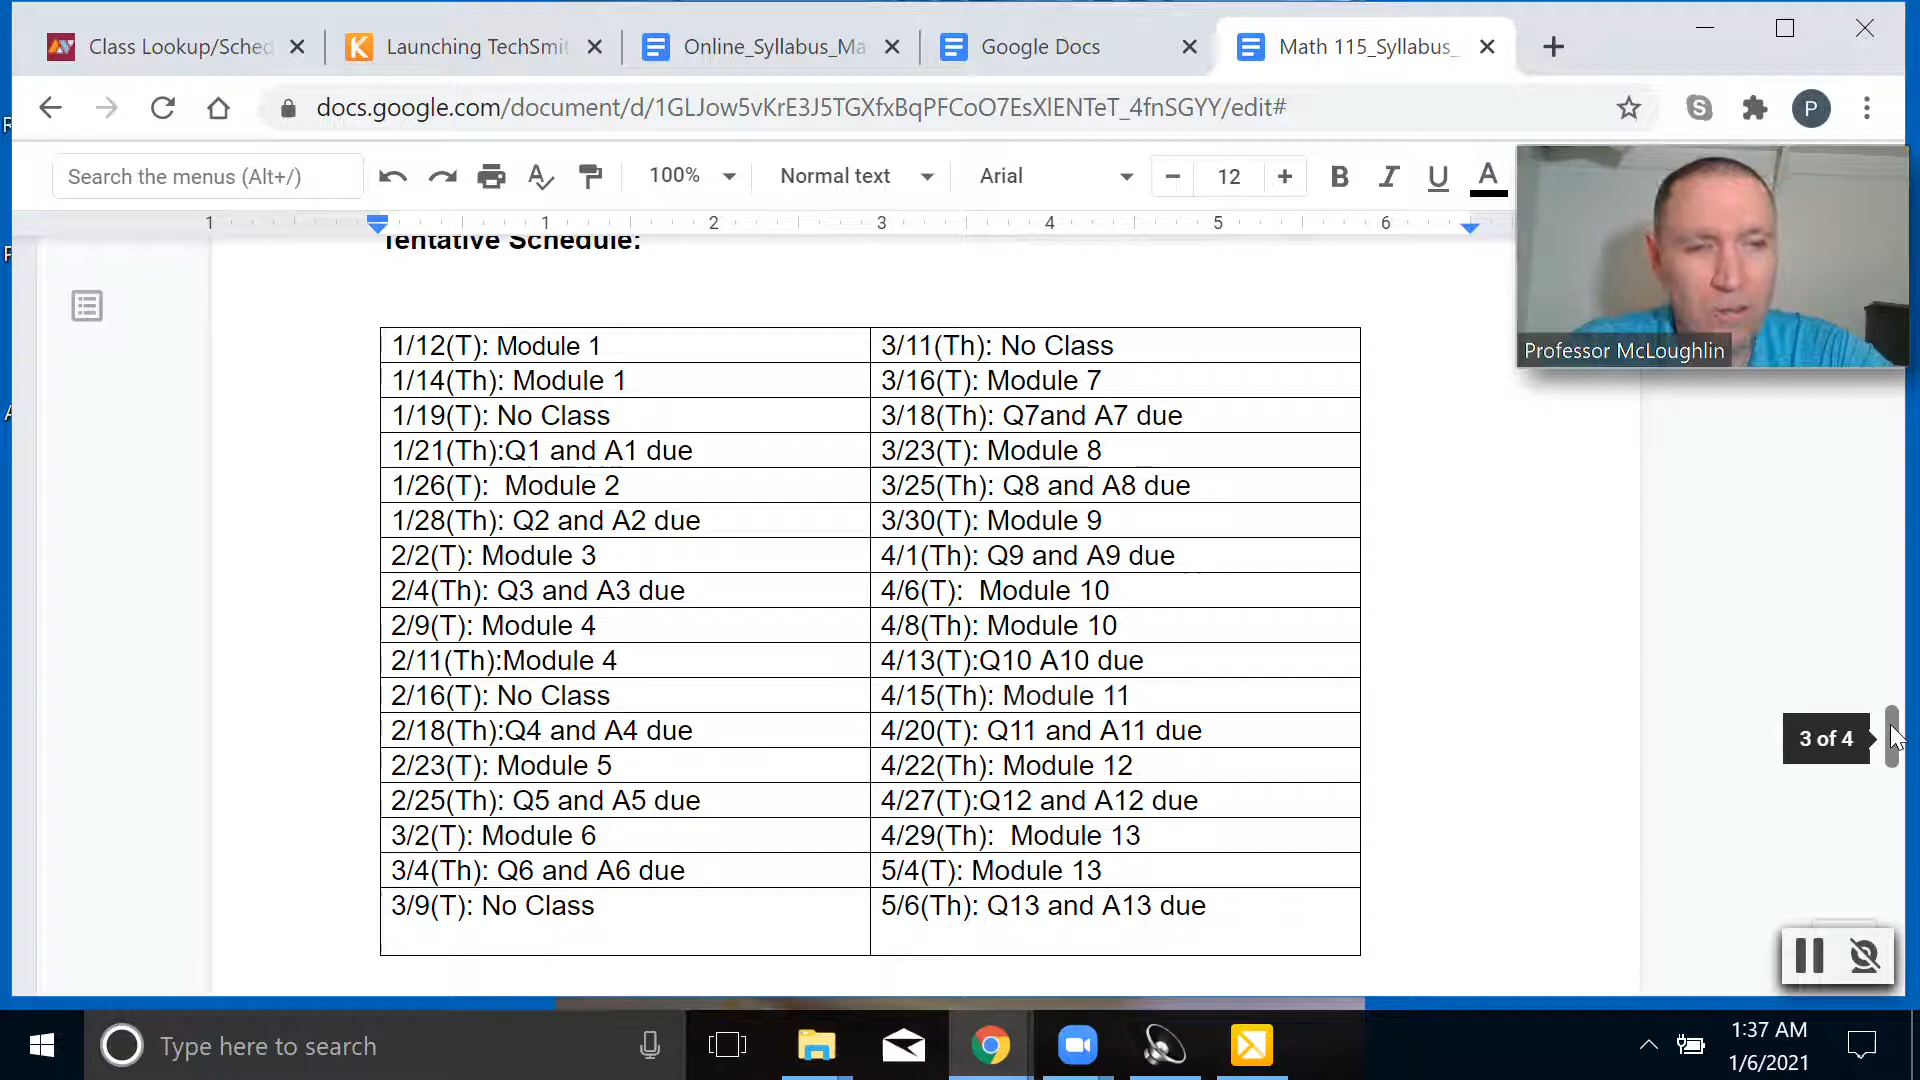 Class Lookup/Sched
Launching TechSmit
Online_Syllabus_Ma
Google Docs
Math 115_Syllabus_
docs.google.com/document/d/1GLJow5vKrE3J5TGXfxBqPFCoO7EsXlENTeT_4fnSGYY/edit#
P
Search the menus (Alt+/)
100%
Normal text
Arial
12
B I U A
1 1 2 3 4 5 6
Professor McLoughlin
Tentative Schedule:
1/12(T): Module 1
1/14(Th): Module 1
1/19(T): No Class
1/21(Th):Q1 and A1 due
1/26(T):  Module 2
1/28(Th): Q2 and A2 due
2/2(T): Module 3
2/4(Th): Q3 and A3 due
2/9(T): Module 4
2/11(Th):Module 4
2/16(T): No Class
2/18(Th):Q4 and A4 due
2/23(T): Module 5
2/25(Th): Q5 and A5 due
3/2(T): Module 6
3/4(Th): Q6 and A6 due
3/9(T): No Class
3/11(Th): No Class
3/16(T): Module 7
3/18(Th): Q7and A7 due
3/23(T): Module 8
3/25(Th): Q8 and A8 due
3/30(T): Module 9
4/1(Th): Q9 and A9 due
4/6(T):  Module 10
4/8(Th): Module 10
4/13(T):Q10 A10 due
4/15(Th): Module 11
4/20(T): Q11 and A11 due
4/22(Th): Module 12
4/27(T):Q12 and A12 due
4/29(Th):  Module 13
5/4(T): Module 13
5/6(Th): Q13 and A13 due
3 of 4
Type here to search
1:37 AM
1/6/2021